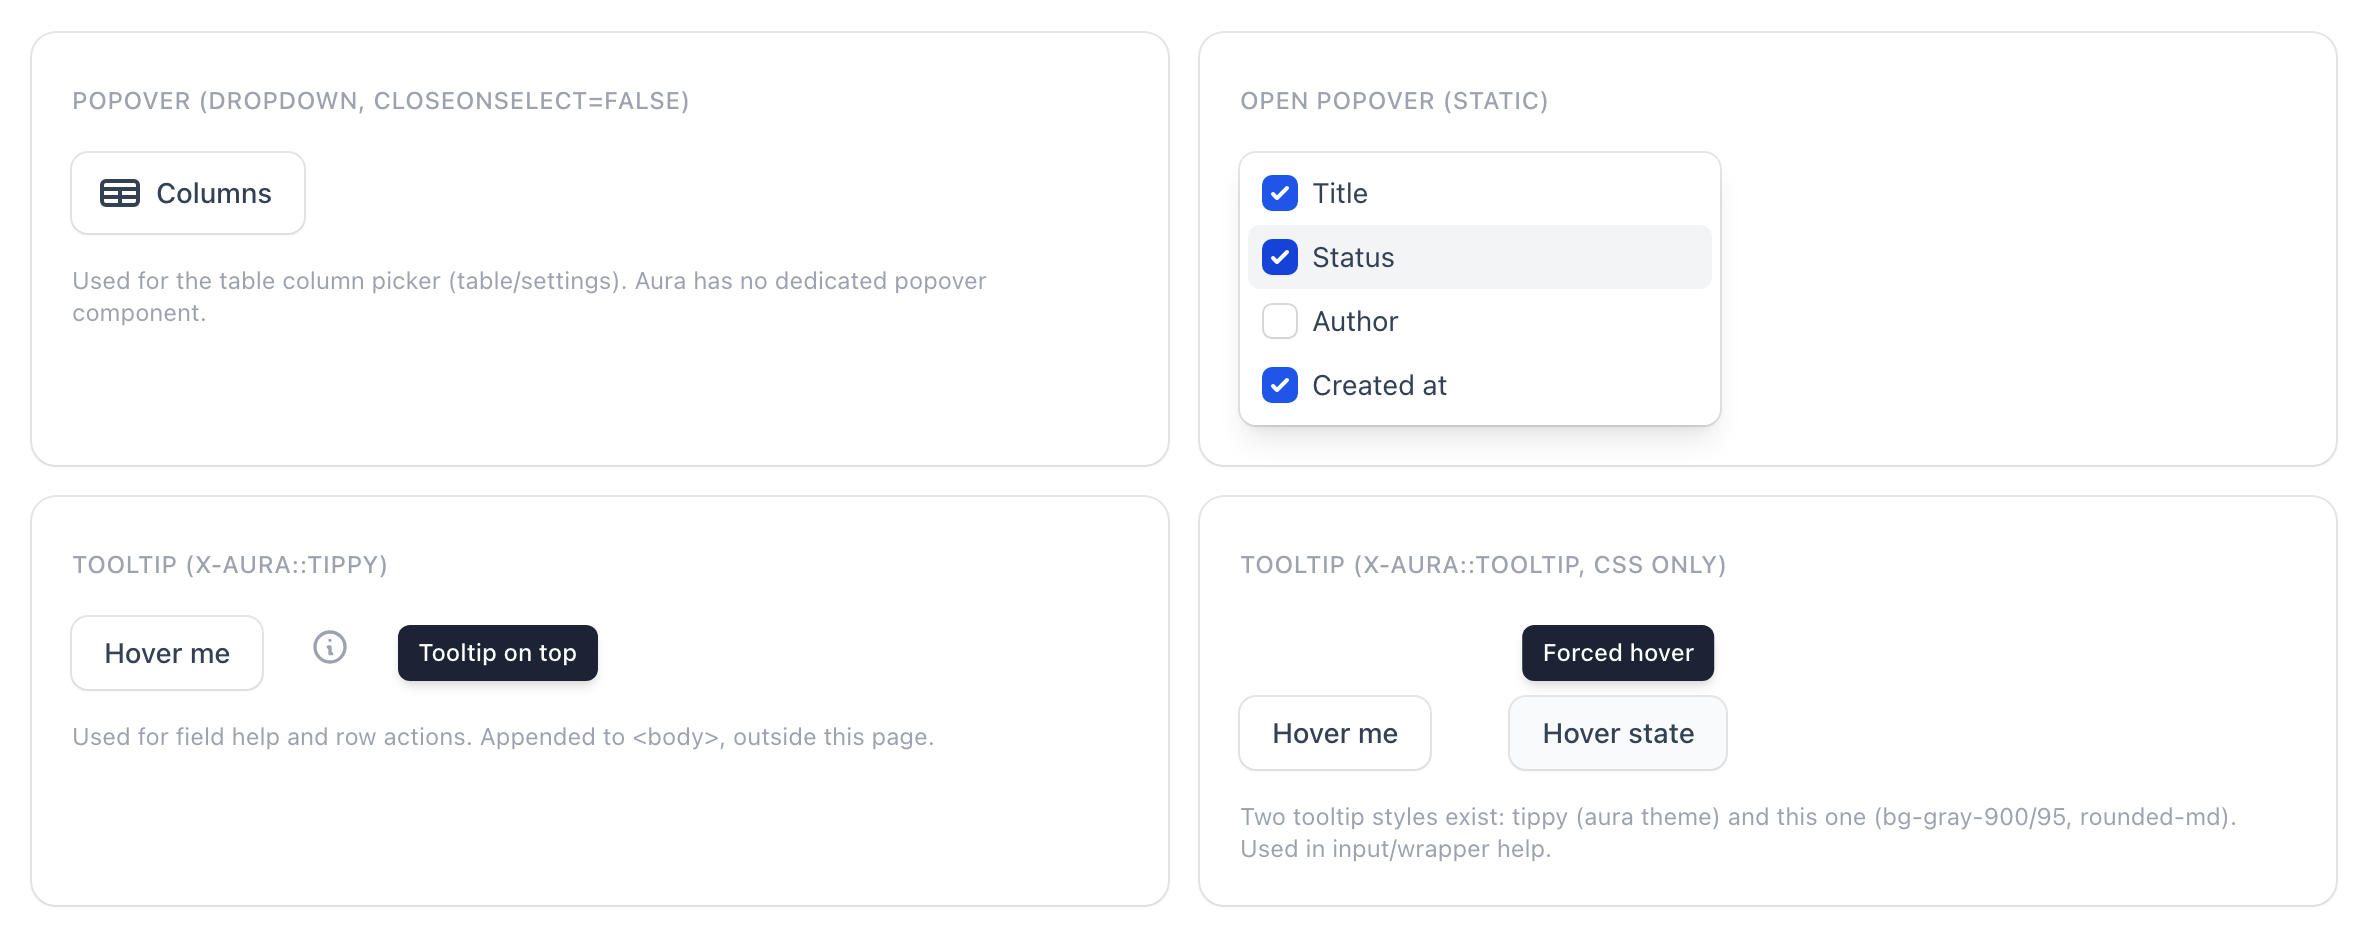 POPOVER (DROPDOWN, CLOSEONSELECT=FALSE)
Columns
Used for the table column picker (table/settings). Aura has no dedicated popover
component.
OPEN POPOVER (STATIC)
Title
Status
Author
Created at
TOOLTIP (X-AURA::TIPPY)
Hover me
Tooltip on top
Used for field help and row actions. Appended to <body>, outside this page.
TOOLTIP (X-AURA::TOOLTIP, CSS ONLY)
Forced hover
Hover me
Hover state
Two tooltip styles exist: tippy (aura theme) and this one (bg-gray-900/95, rounded-md).
Used in input/wrapper help.